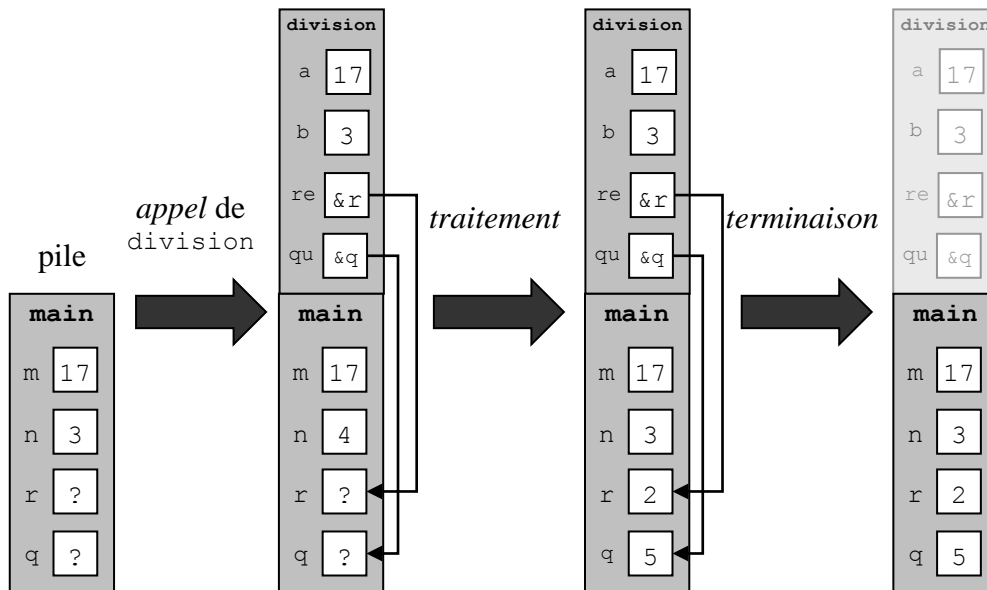 pile
main
m 17
n 3
r ?
q ?
appel de
division
division
a 17
b 3
re &r
qu &q
main
m 17
n 4
r ?
q ?
traitement
division
a 17
b 3
re &r
qu &q
main
m 17
n 3
r 2
q 5
terminaison
division
a 17
b 3
re &r
qu &q
main
m 17
n 3
r 2
q 5